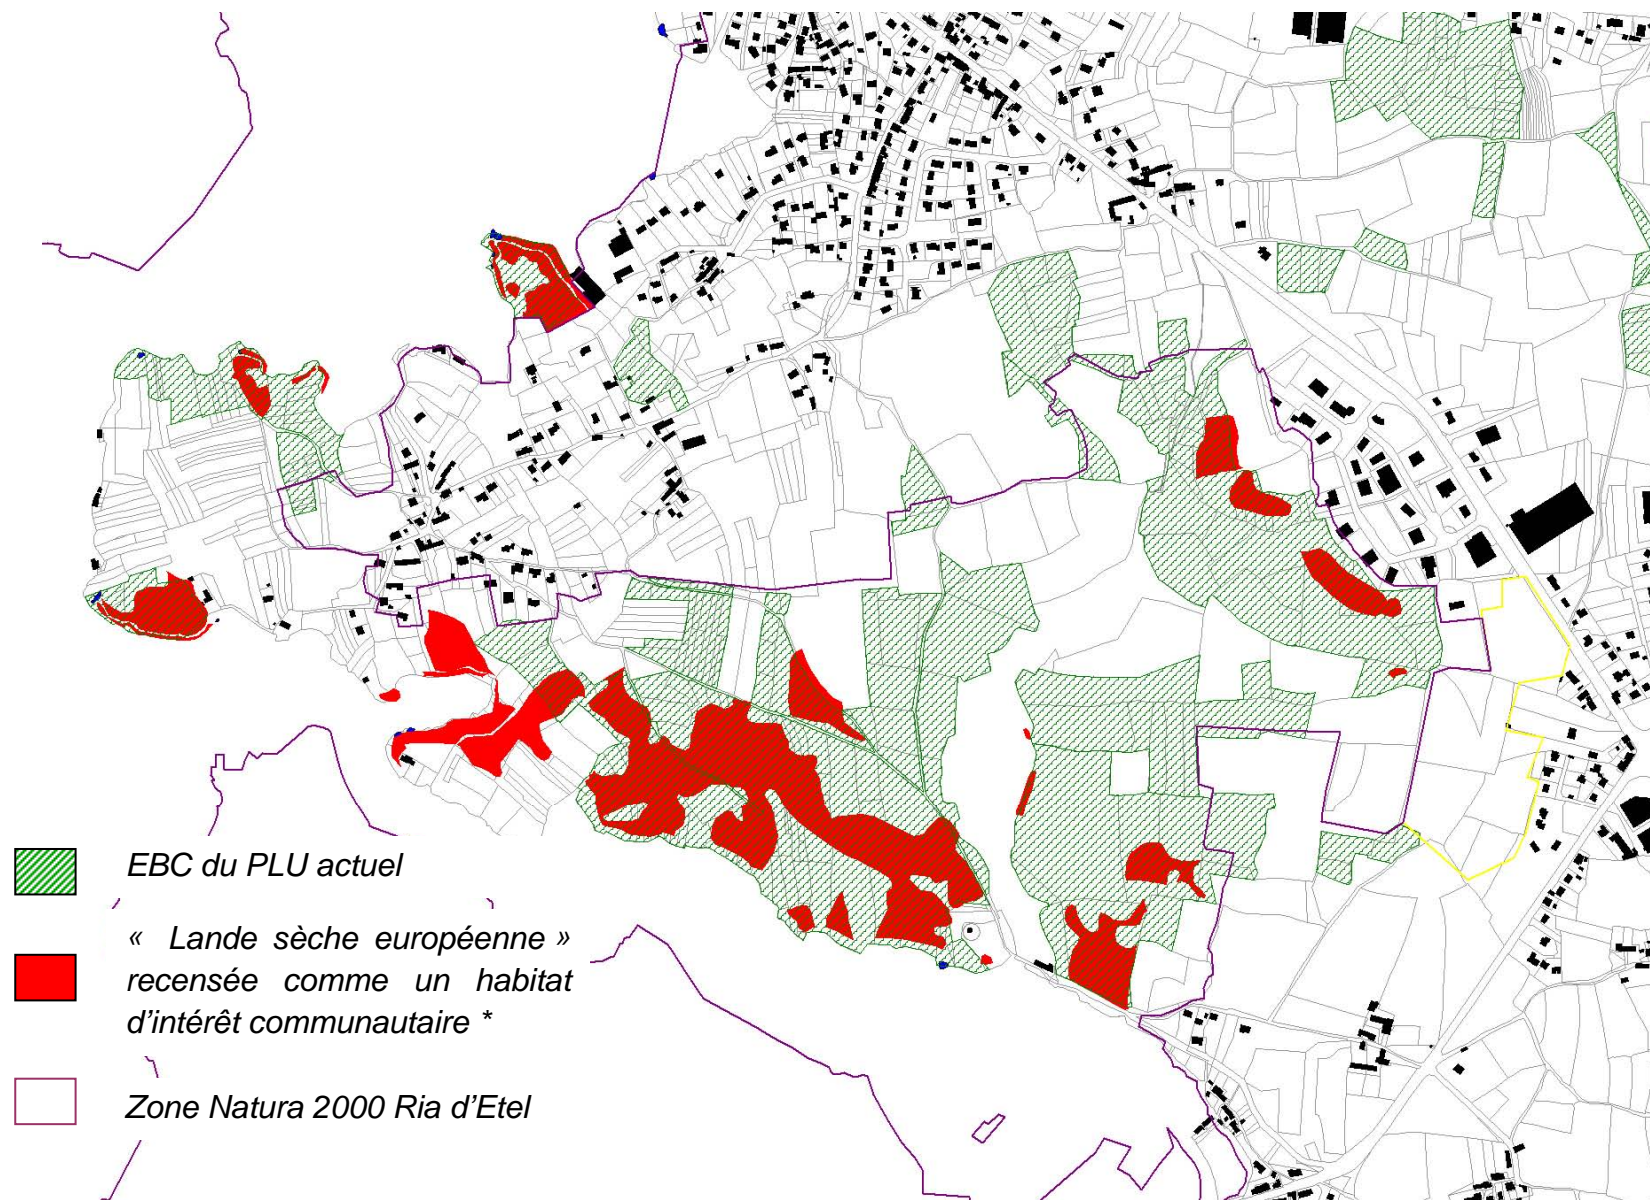 EBC du PLU actuel
« Lande sèche européenne »
recensée comme un habitat
d'intérêt communautaire *
Zone Natura 2000 Ria d'Etel